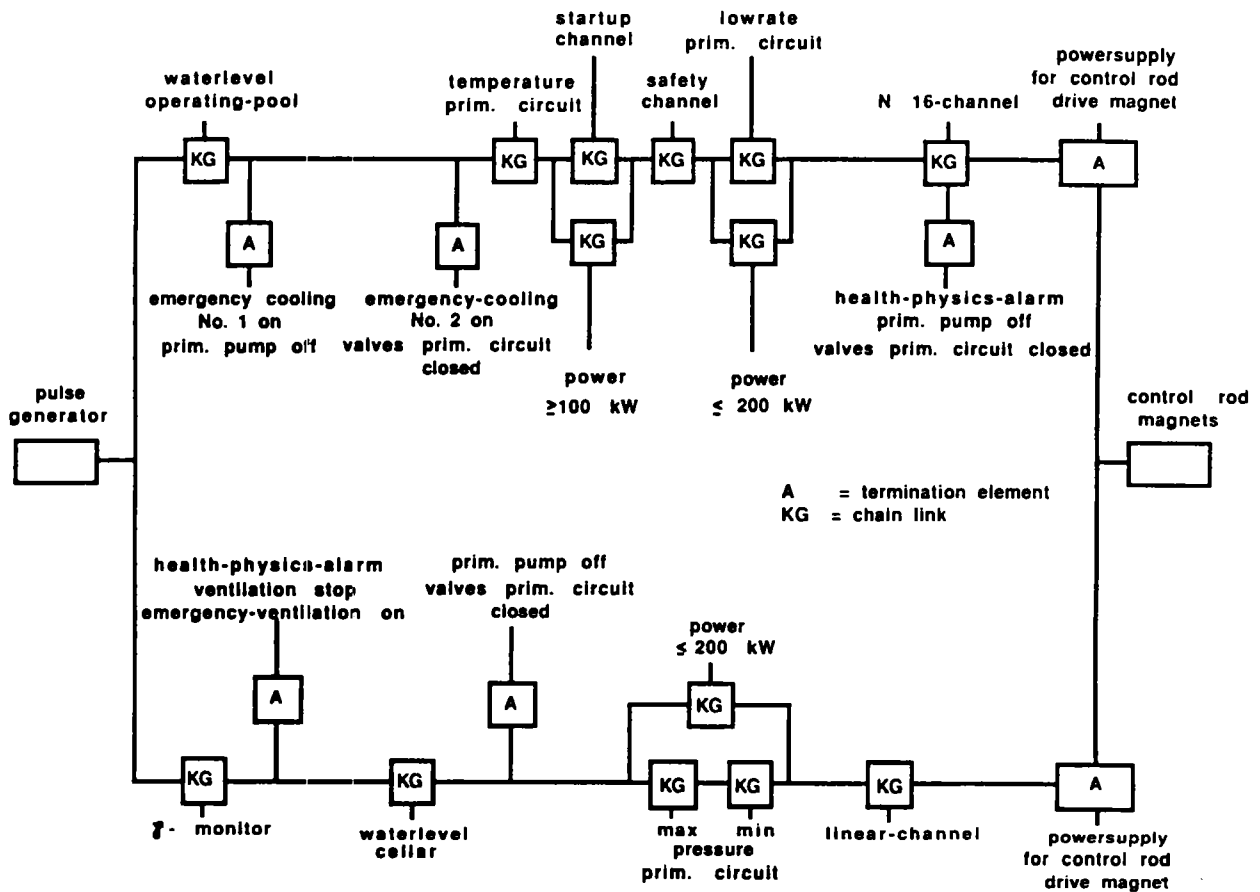 startup
channel
lowrate
prim. circuit
waterlevel
operating-pool
temperature
prim. circuit
safety
channel
N 16-channel
powersupply
for control rod
drive magnet
KG
KG
KG
KG
KG
KG
A
A
A
KG
KG
A
emergency cooling
No. 1 on
prim. pump off
emergency-cooling
No. 2 on
valves prim. circuit
closed
health-physics-alarm
prim. pump off
valves prim. circuit closed
power
≥100 kW
power
≤ 200 kW
pulse
generator
control rod
magnets
A = termination element
KG = chain link
health-physics-alarm
ventilation stop
emergency-ventilation on
prim. pump off
valves prim. circuit
closed
power
≤ 200 kW
A
A
KG
KG
KG
KG
KG
KG
A
γ- monitor
waterlevel
cellar
max min
pressure
prim. circuit
linear-channel
powersupply
for control rod
drive magnet